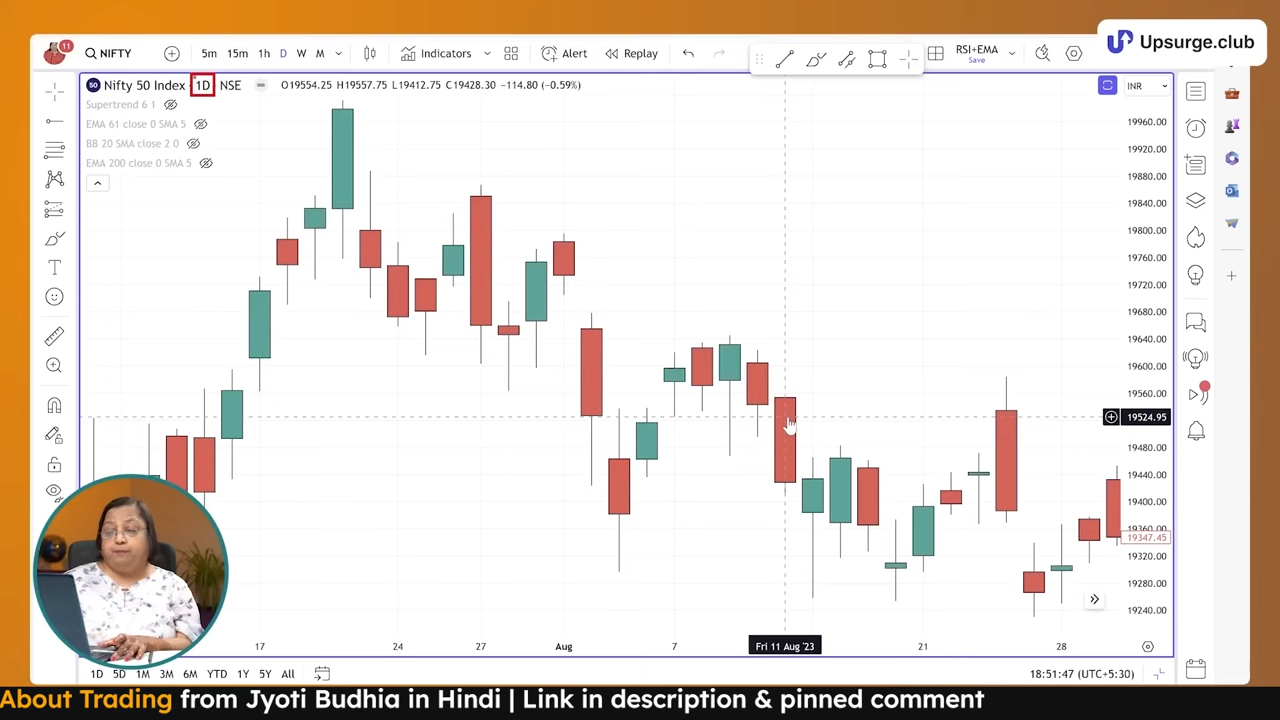 Upsurge.club
11
NIFTY
5m 15m 1h D W M
Indicators
Alert
Replay
RSI+EMA
Save
50 Nifty 50 Index 1D NSE
O19554.25 H19557.75 L19412.75 C19428.30 −114.80 (−0.59%)
INR
Supertrend 6 1
EMA 61 close 0 SMA 5
BB 20 SMA close 2 0
EMA 200 close 0 SMA 5
19960.00
19920.00
19880.00
19840.00
19800.00
19760.00
19720.00
19680.00
19640.00
19600.00
19560.00
19524.95
19480.00
19440.00
19400.00
19360.00
19347.45
19320.00
19280.00
19240.00
17 24 27 Aug 7 Fri 11 Aug '23 21 28
1D 5D 1M 3M 6M YTD 1Y 5Y All
18:51:47 (UTC+5:30)
About Trading from Jyoti Budhia in Hindi | Link in description & pinned comment